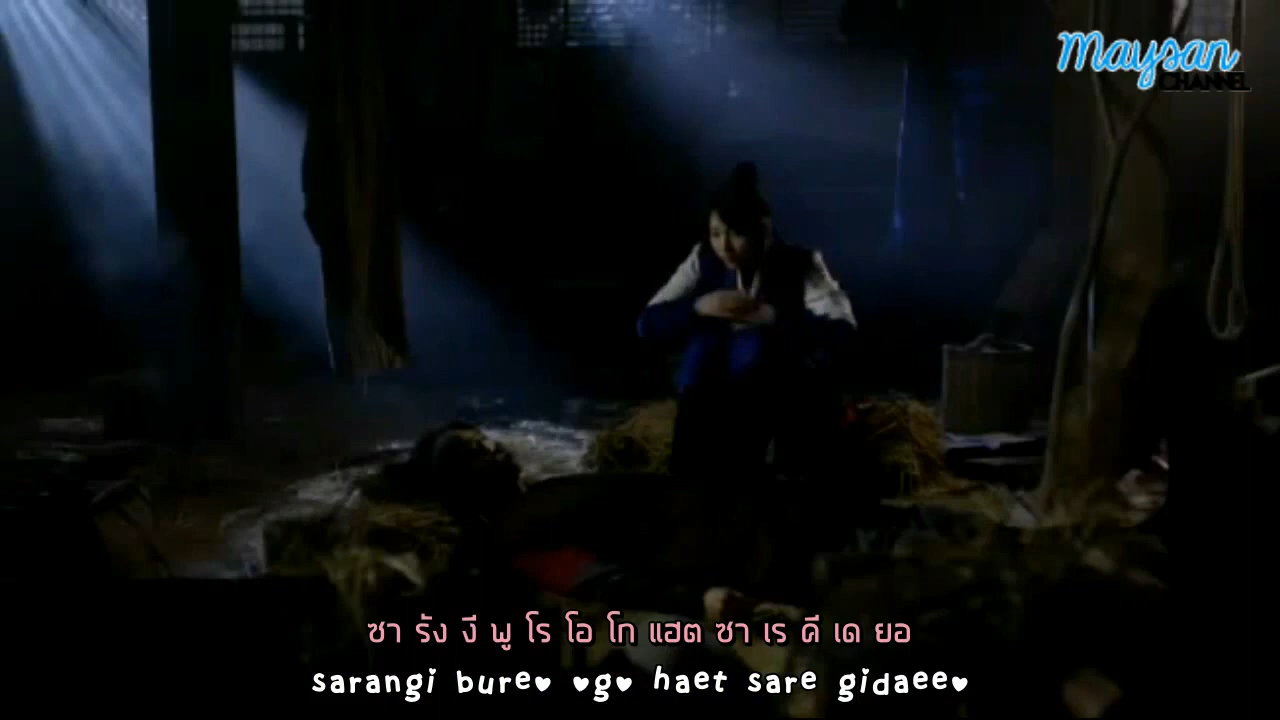 Maysan
CHANNEL
ซา รัง งี พู โร โอ โก แฮต ซา เร คี เด ยอ
sarangi bure♥ ♥g♥ haet sare gidaee♥